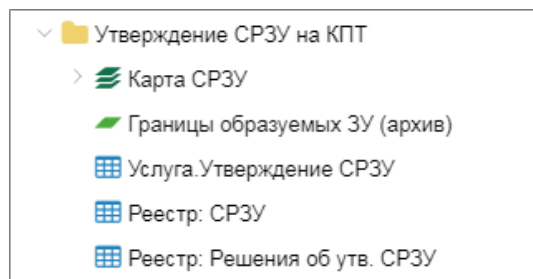 Утверждение СРЗУ на КПТ
Карта СРЗУ
Границы образуемых ЗУ (архив)
Услуга.Утверждение СРЗУ
Реестр: СРЗУ
Реестр: Решения об утв. СРЗУ